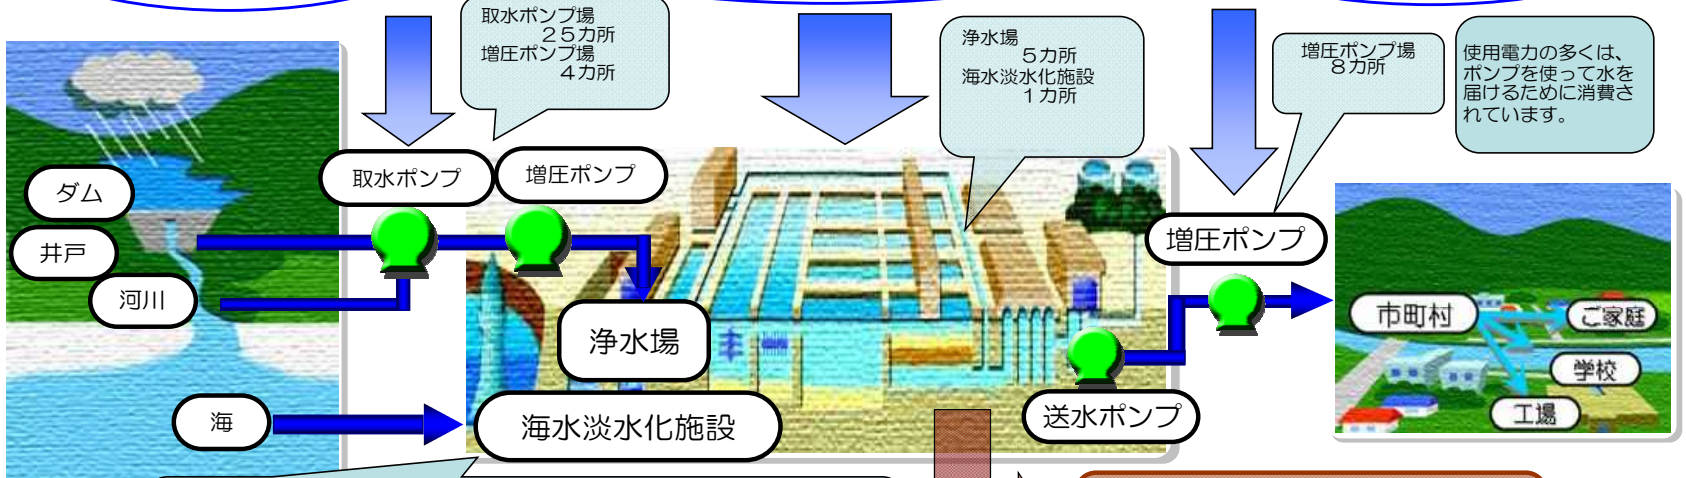 取水ポンプ場
25カ所
増圧ポンプ場
4カ所
浄水場
5カ所
海水淡水化施設
1カ所
増圧ポンプ場
8カ所
使用電力の多くは、
ポンプを使って水を
届けるために消費さ
れています。
ダム
井戸
河川
海
取水ポンプ
増圧ポンプ
浄水場
海水淡水化施設
送水ポンプ
増圧ポンプ
市町村
ご家庭
学校
工場